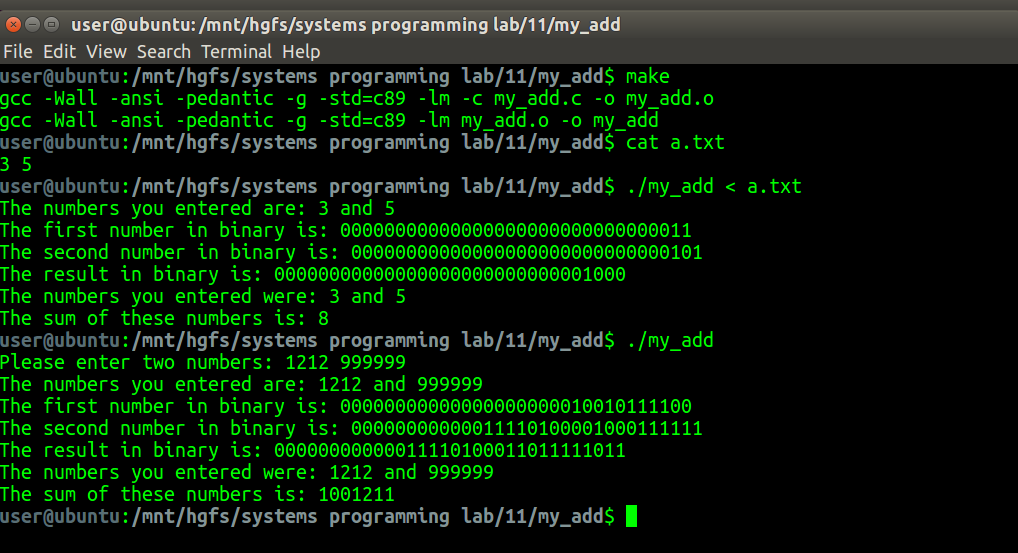 user@ubuntu: /mnt/hgfs/systems programming lab/11/my_add
File Edit View Search Terminal Help
user@ubuntu:/mnt/hgfs/systems programming lab/11/my_add$ make
gcc -Wall -ansi -pedantic -g -std=c89 -lm -c my_add.c -o my_add.o
gcc -Wall -ansi -pedantic -g -std=c89 -lm my_add.o -o my_add
user@ubuntu:/mnt/hgfs/systems programming lab/11/my_add$ cat a.txt
3 5
user@ubuntu:/mnt/hgfs/systems programming lab/11/my_add$ ./my_add < a.txt
The numbers you entered are: 3 and 5
The first number in binary is: 00000000000000000000000000000011
The second number in binary is: 00000000000000000000000000000101
The result in binary is: 00000000000000000000000000001000
The numbers you entered were: 3 and 5
The sum of these numbers is: 8
user@ubuntu:/mnt/hgfs/systems programming lab/11/my_add$ ./my_add
Please enter two numbers: 1212 999999
The numbers you entered are: 1212 and 999999
The first number in binary is: 00000000000000000000010010111100
The second number in binary is: 00000000000011110100001000111111
The result in binary is: 00000000000011110100011011111011
The numbers you entered were: 1212 and 999999
The sum of these numbers is: 1001211
user@ubuntu:/mnt/hgfs/systems programming lab/11/my_add$